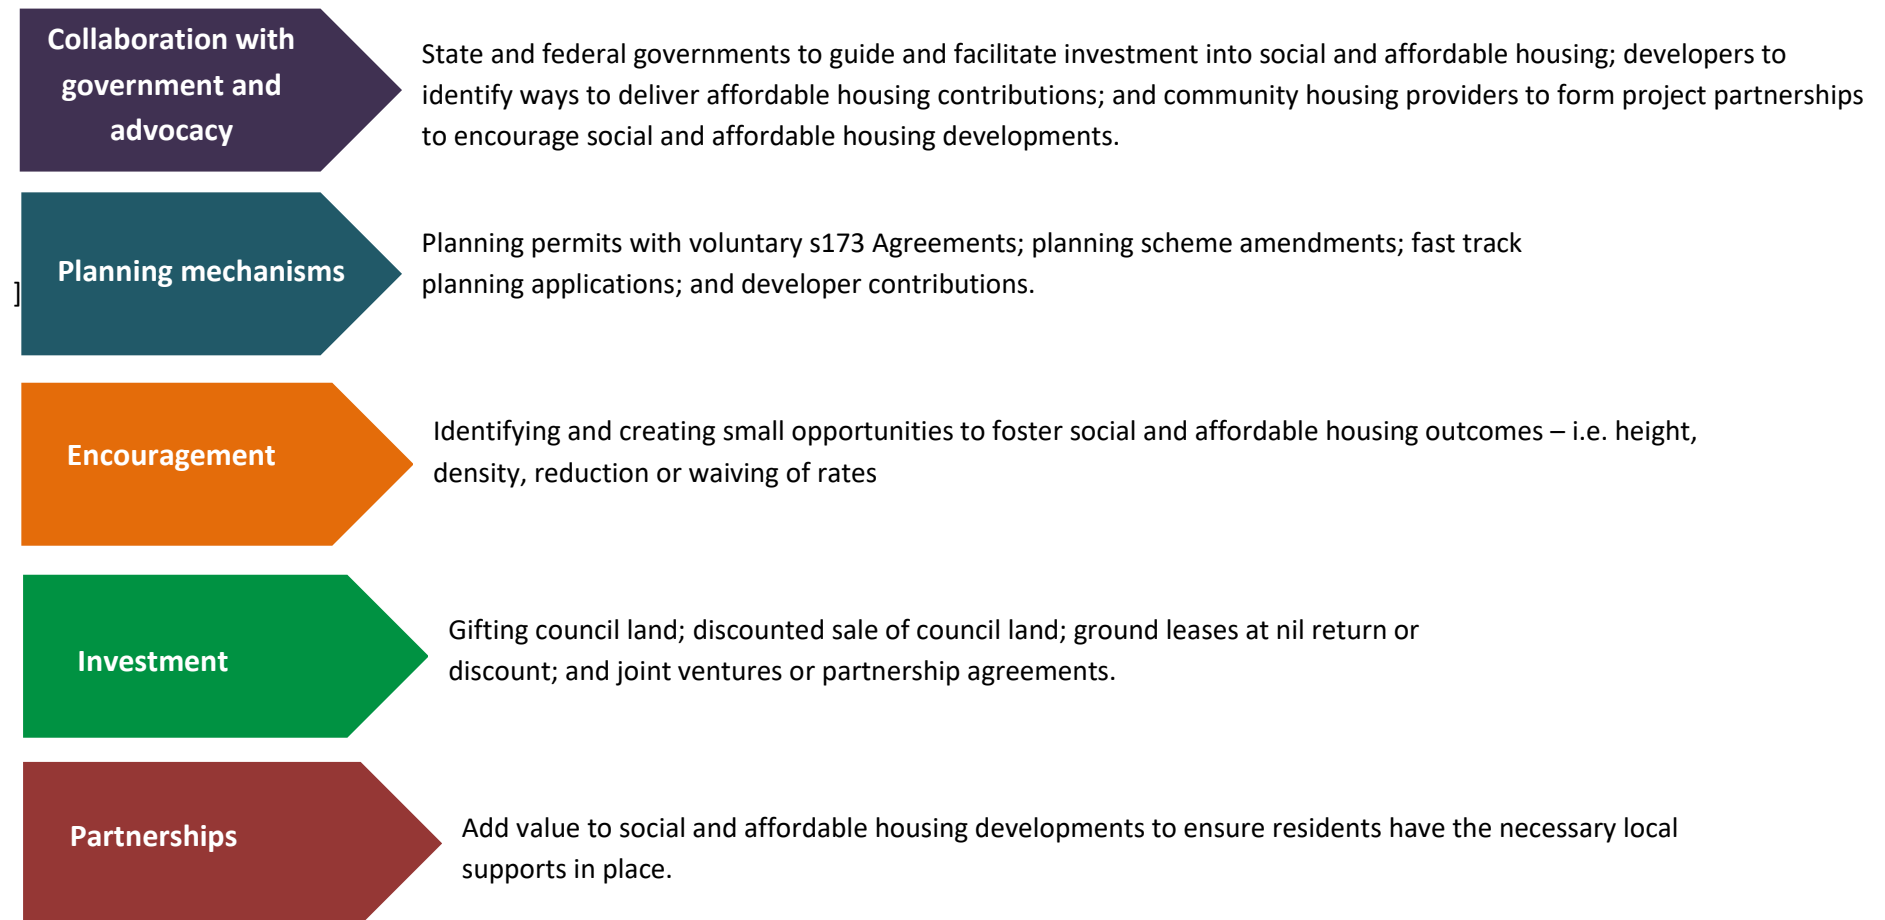 Collaboration with
government and
advocacy
State and federal governments to guide and facilitate investment into social and affordable housing; developers to
identify ways to deliver affordable housing contributions; and community housing providers to form project partnerships
to encourage social and affordable housing developments.
Planning mechanisms
]
Planning permits with voluntary s173 Agreements; planning scheme amendments; fast track
planning applications; and developer contributions.
Encouragement
Identifying and creating small opportunities to foster social and affordable housing outcomes – i.e. height,
density, reduction or waiving of rates
Investment
Gifting council land; discounted sale of council land; ground leases at nil return or
discount; and joint ventures or partnership agreements.
Partnerships
Add value to social and affordable housing developments to ensure residents have the necessary local
supports in place.